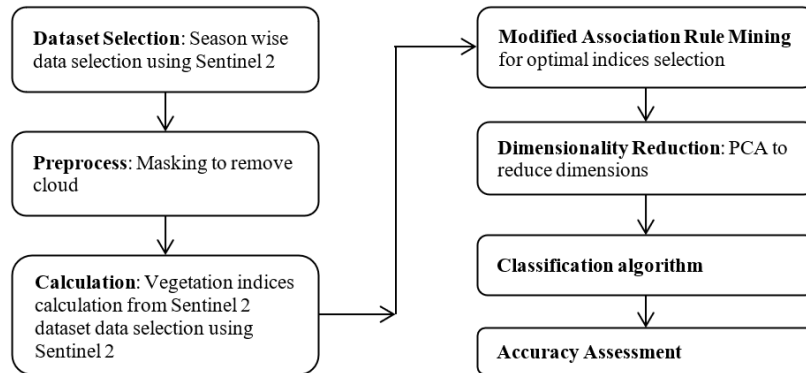 Dataset Selection: Season wise
data selection using Sentinel 2
Preprocess: Masking to remove
cloud
Calculation: Vegetation indices
calculation from Sentinel 2
dataset data selection using
Sentinel 2
Modified Association Rule Mining
for optimal indices selection
Dimensionality Reduction: PCA to
reduce dimensions
Classification algorithm
Accuracy Assessment